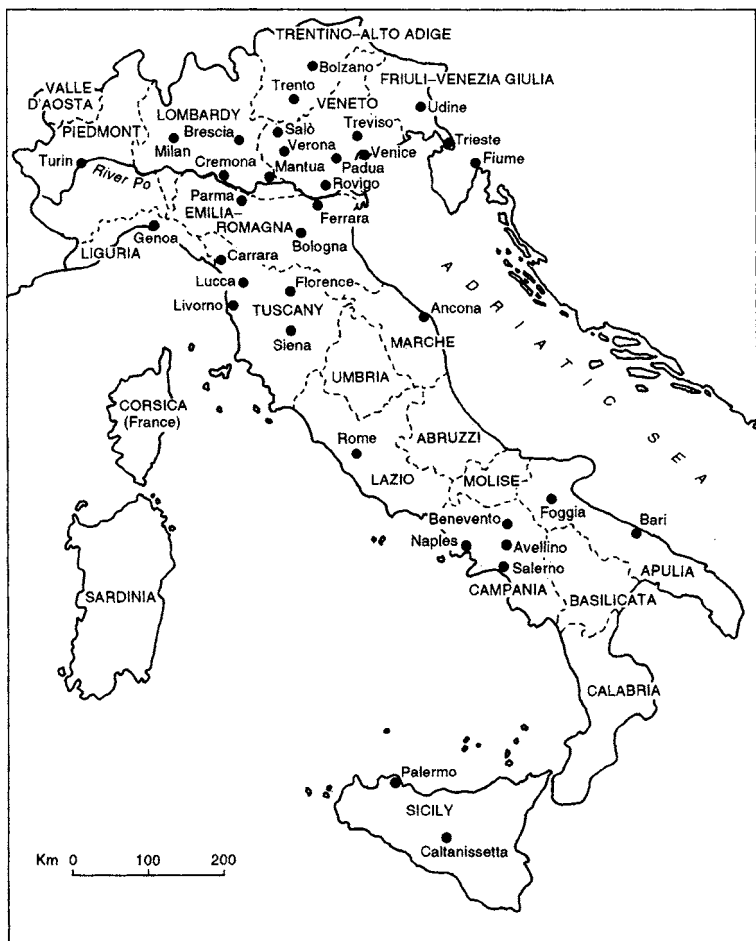 TRENTINO–ALTO ADIGE
Bolzano
VALLE
D'AOSTA
Trento
FRIULI–VENEZIA GIULIA
LOMBARDY
VENETO
Udine
PIEDMONT
Brescia
Salò
Treviso
Milan
Verona
Trieste
Turin
Cremona
Mantua
Padua
Venice
Fiume
River Po
Rovigo
Parma
EMILIA–
ROMAGNA
Ferrara
Genoa
Bologna
LIGURIA
Carrara
Lucca
Florence
Livorno
TUSCANY
Ancona
Siena
MARCHE
ADRIATIC SEA
UMBRIA
CORSICA
(France)
Rome
ABRUZZI
LAZIO
MOLISE
Foggia
Benevento
Bari
Naples
Avellino
Salerno
APULIA
CAMPANIA
BASILICATA
SARDINIA
CALABRIA
Palermo
SICILY
Caltanissetta
Km 0 100 200